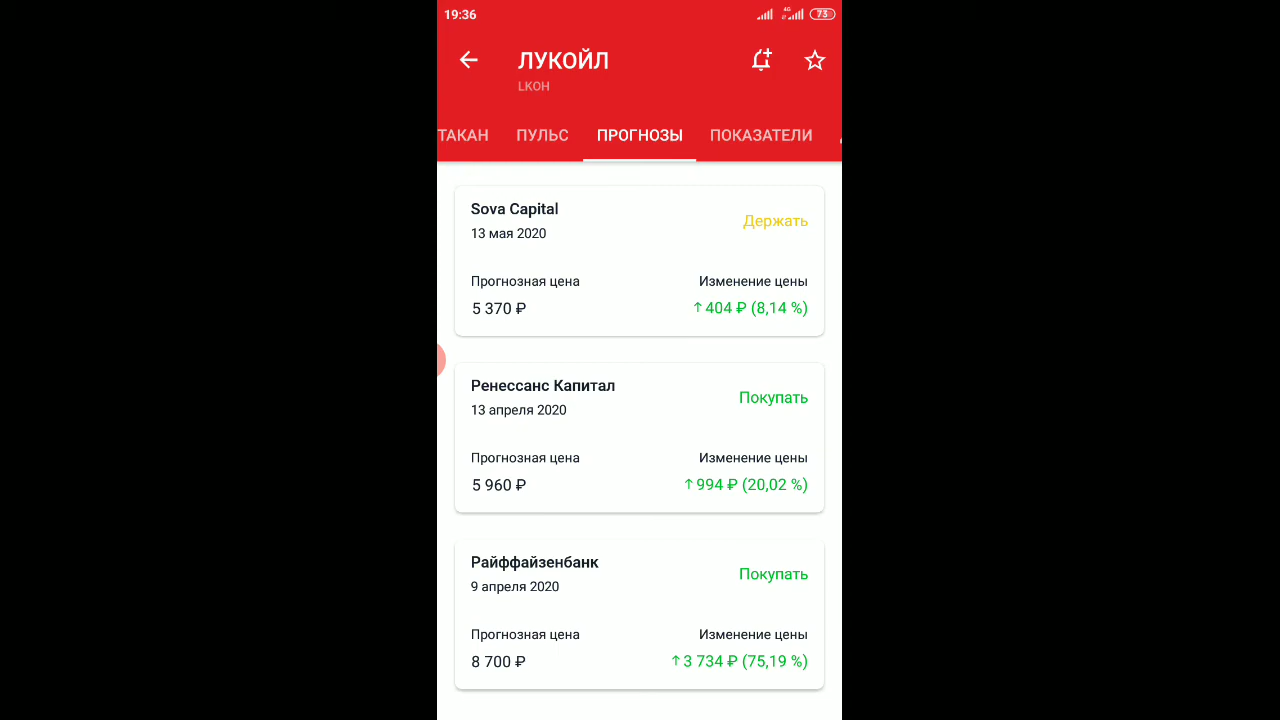 19:36
4G
73
ЛУКОЙЛ
LKOH
ТАКАН ПУЛЬС ПРОГНОЗЫ ПОКАЗАТЕЛИ
Sova Capital
Держать
13 мая 2020
Прогнозная цена Изменение цены
5 370 ₽ ↑ 404 ₽ (8,14 %)
Ренессанс Капитал
Покупать
13 апреля 2020
Прогнозная цена Изменение цены
5 960 ₽ ↑ 994 ₽ (20,02 %)
Райффайзенбанк
Покупать
9 апреля 2020
Прогнозная цена Изменение цены
8 700 ₽ ↑ 3 734 ₽ (75,19 %)